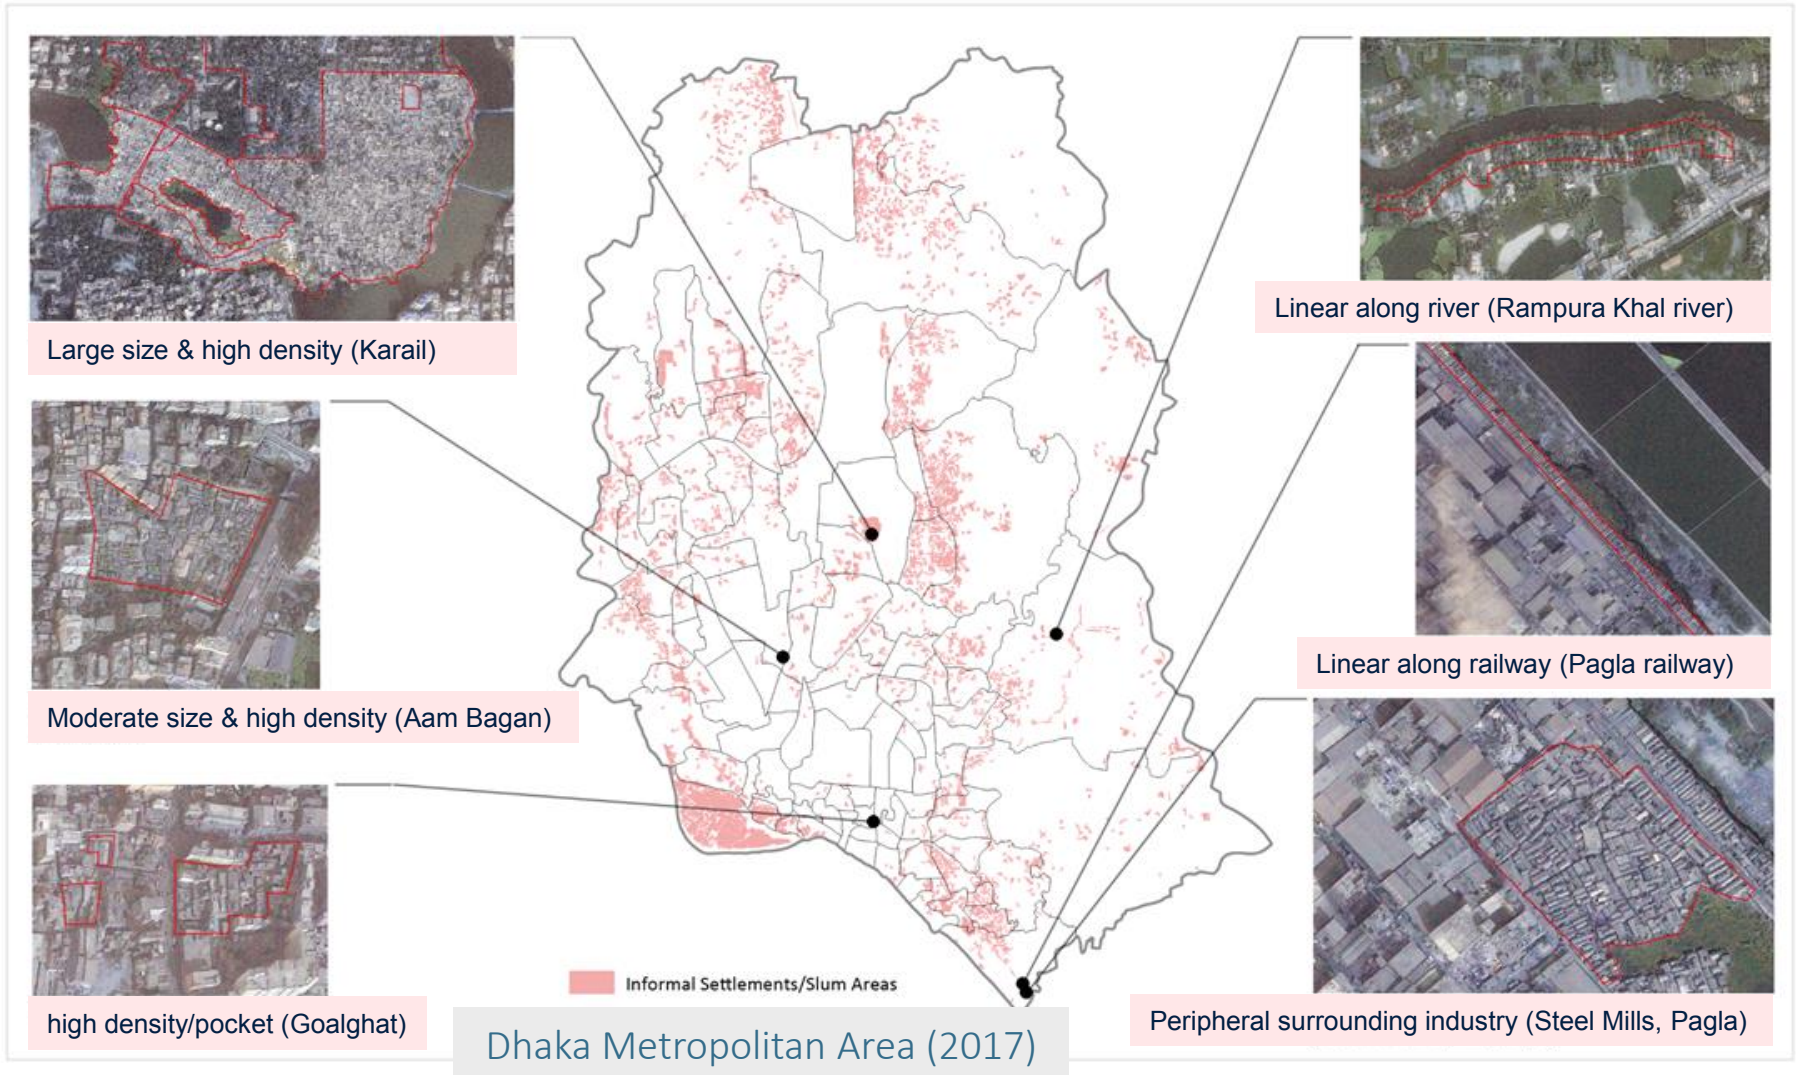 Large size & high density (Karail)
Moderate size & high density (Aam Bagan)
high density/pocket (Goalghat)
Linear along river (Rampura Khal river)
Linear along railway (Pagla railway)
Peripheral surrounding industry (Steel Mills, Pagla)
Informal Settlements/Slum Areas
Dhaka Metropolitan Area (2017)